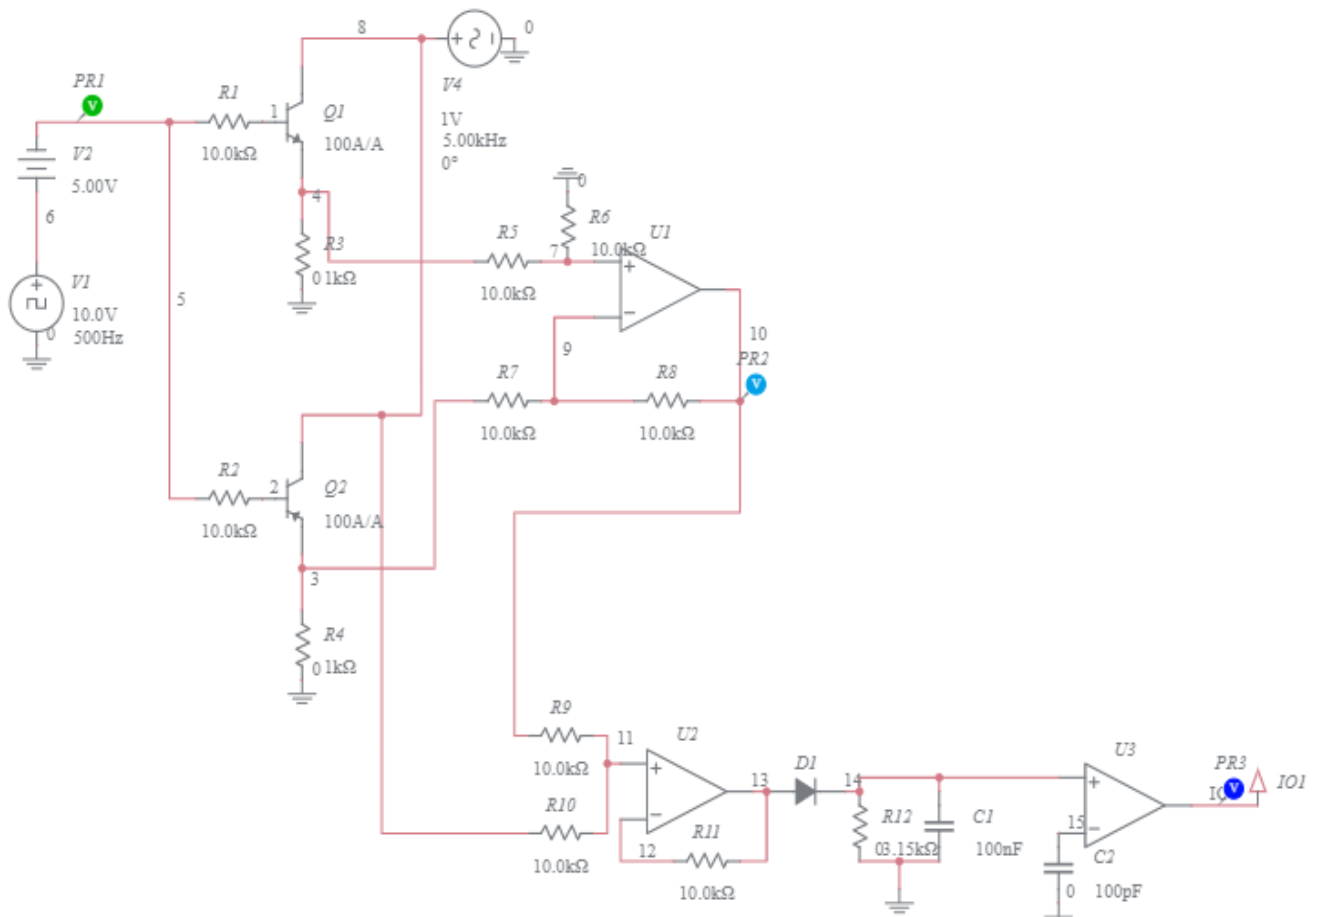 8
0
PR1
V
R1
1
Q1
10.0kΩ
100A/A
V4
1V
5.00kHz
0°
V2
5.00V
6
V1
10.0V
0
500Hz
5
4
R3
0 1kΩ
0
R6
10.0kΩ
U1
R5
7
10.0kΩ
+
−
9
10
PR2
V
R7
10.0kΩ
R8
10.0kΩ
R2
2
Q2
10.0kΩ
100A/A
3
R4
0 1kΩ
R9
11
10.0kΩ
U2
+
−
R10
10.0kΩ
12
R11
10.0kΩ
13
D1
14
R12
03.15kΩ
C1
100nF
U3
+
−
15
C2
0
100pF
PR3
V
IO1